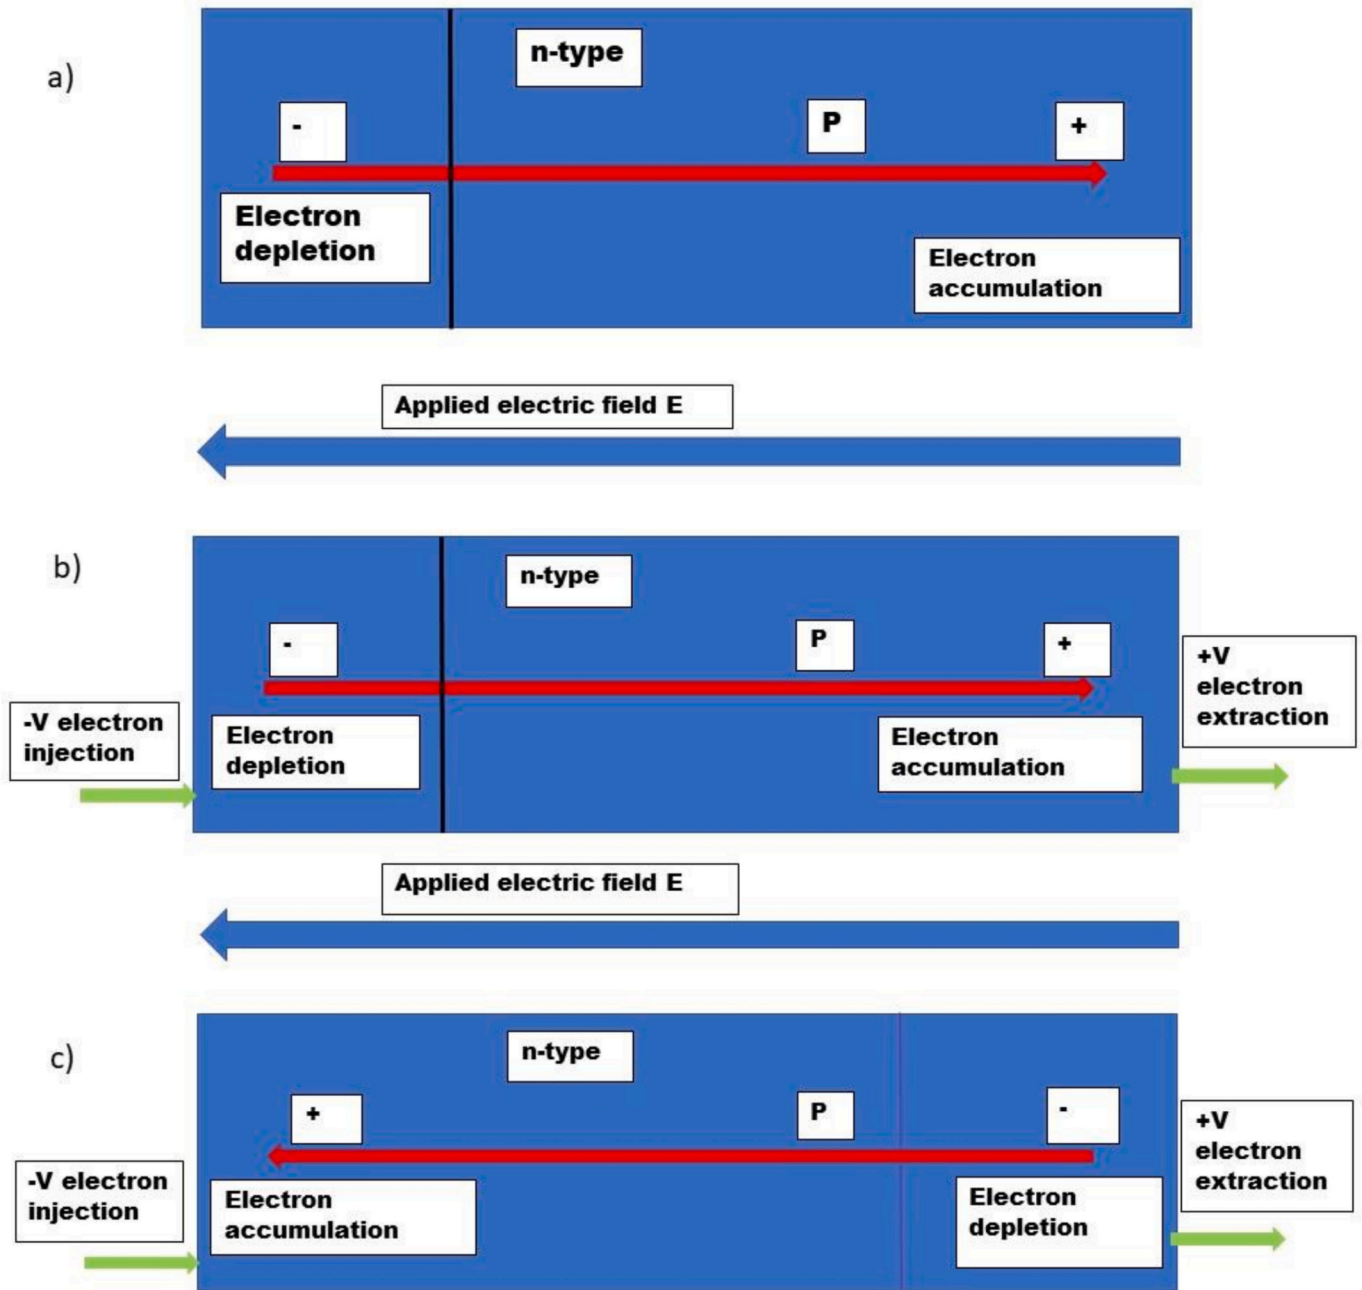 a)
n-type
-
P
+
Electron
depletion
Electron
accumulation
Applied electric field E
b)
n-type
-
P
+
+V
electron
extraction
-V electron
injection
Electron
depletion
Electron
accumulation
Applied electric field E
c)
n-type
+
P
-
+V
electron
extraction
-V electron
injection
Electron
accumulation
Electron
depletion